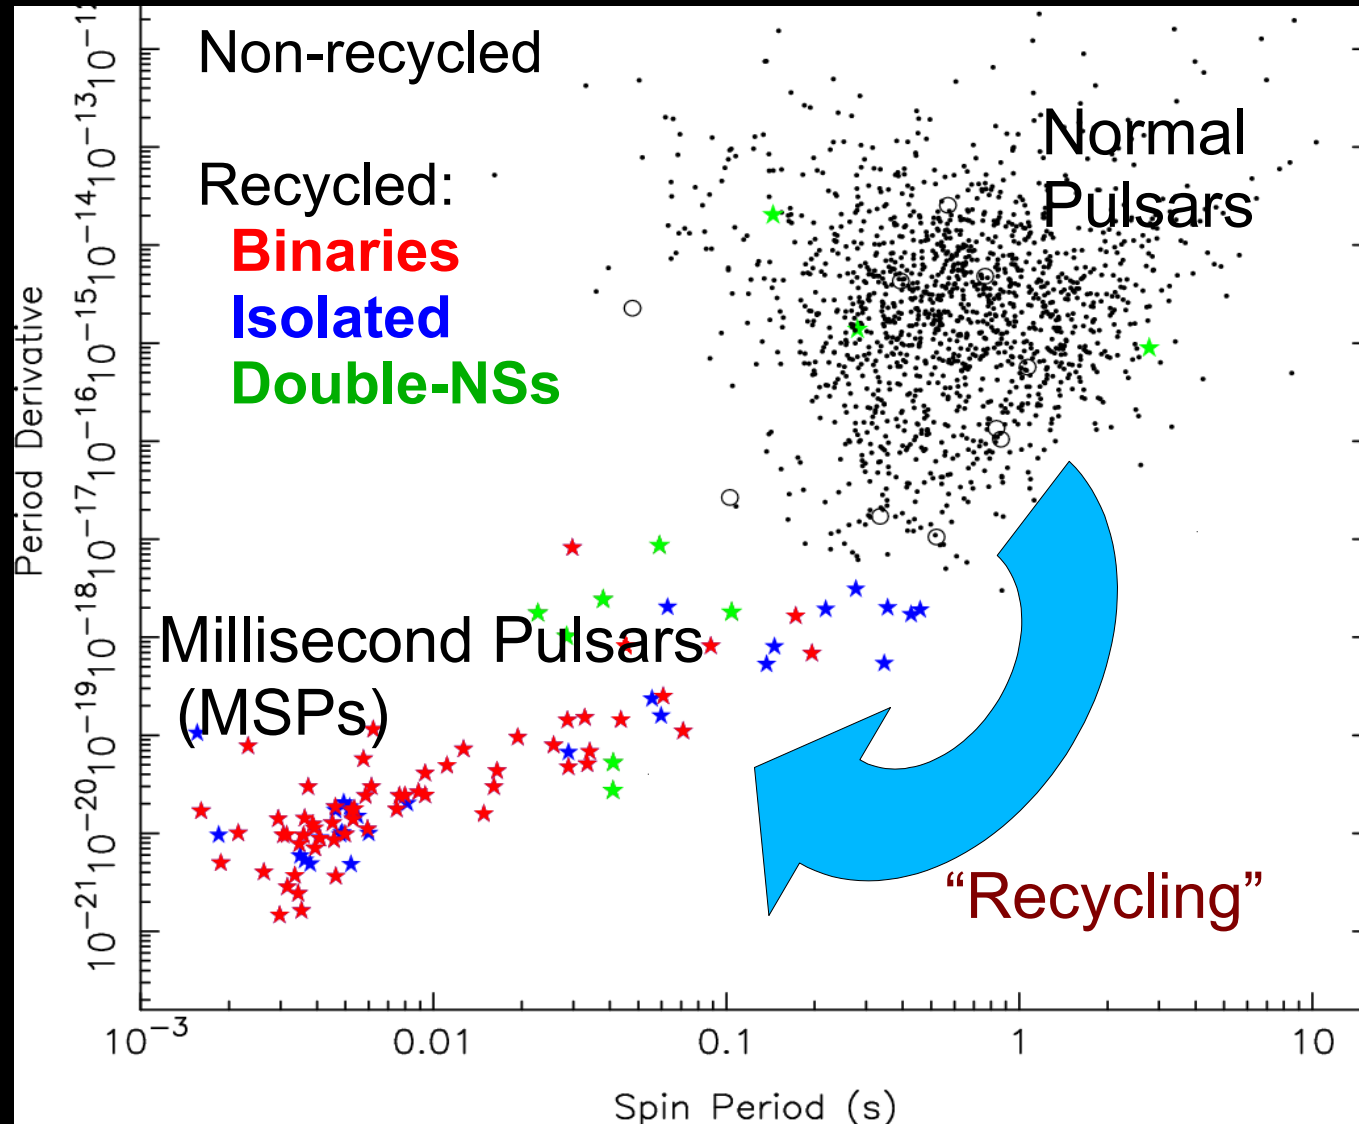 Non-recycled
Recycled:
Binaries
Isolated
Double-NSs
Normal
Pulsars
Millisecond Pulsars
(MSPs)
“Recycling”
Period Derivative
10⁻¹²
10⁻¹³
10⁻¹⁴
10⁻¹⁵
10⁻¹⁶
10⁻¹⁷
10⁻¹⁸
10⁻¹⁹
10⁻²⁰
10⁻²¹
10⁻³
0.01
0.1
1
10
Spin Period (s)